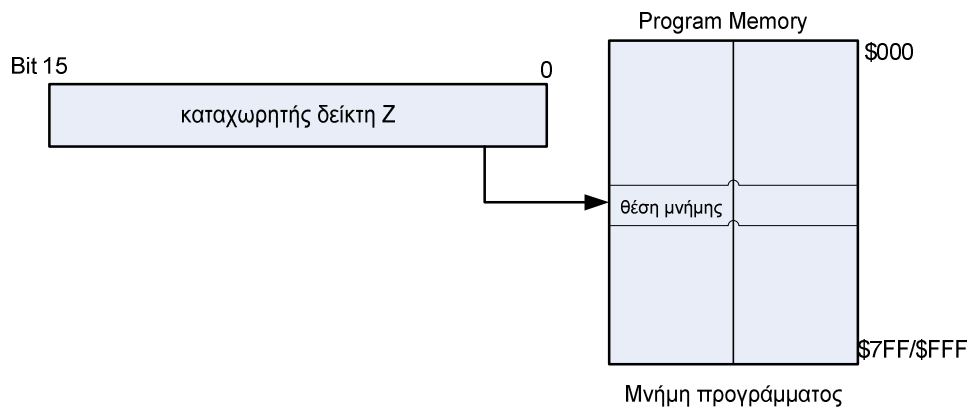 Program Memory
$000
Bit 15
0
καταχωρητής δείκτη Z
θέση μνήμης
$7FF/$FFF
Μνήμη προγράμματος